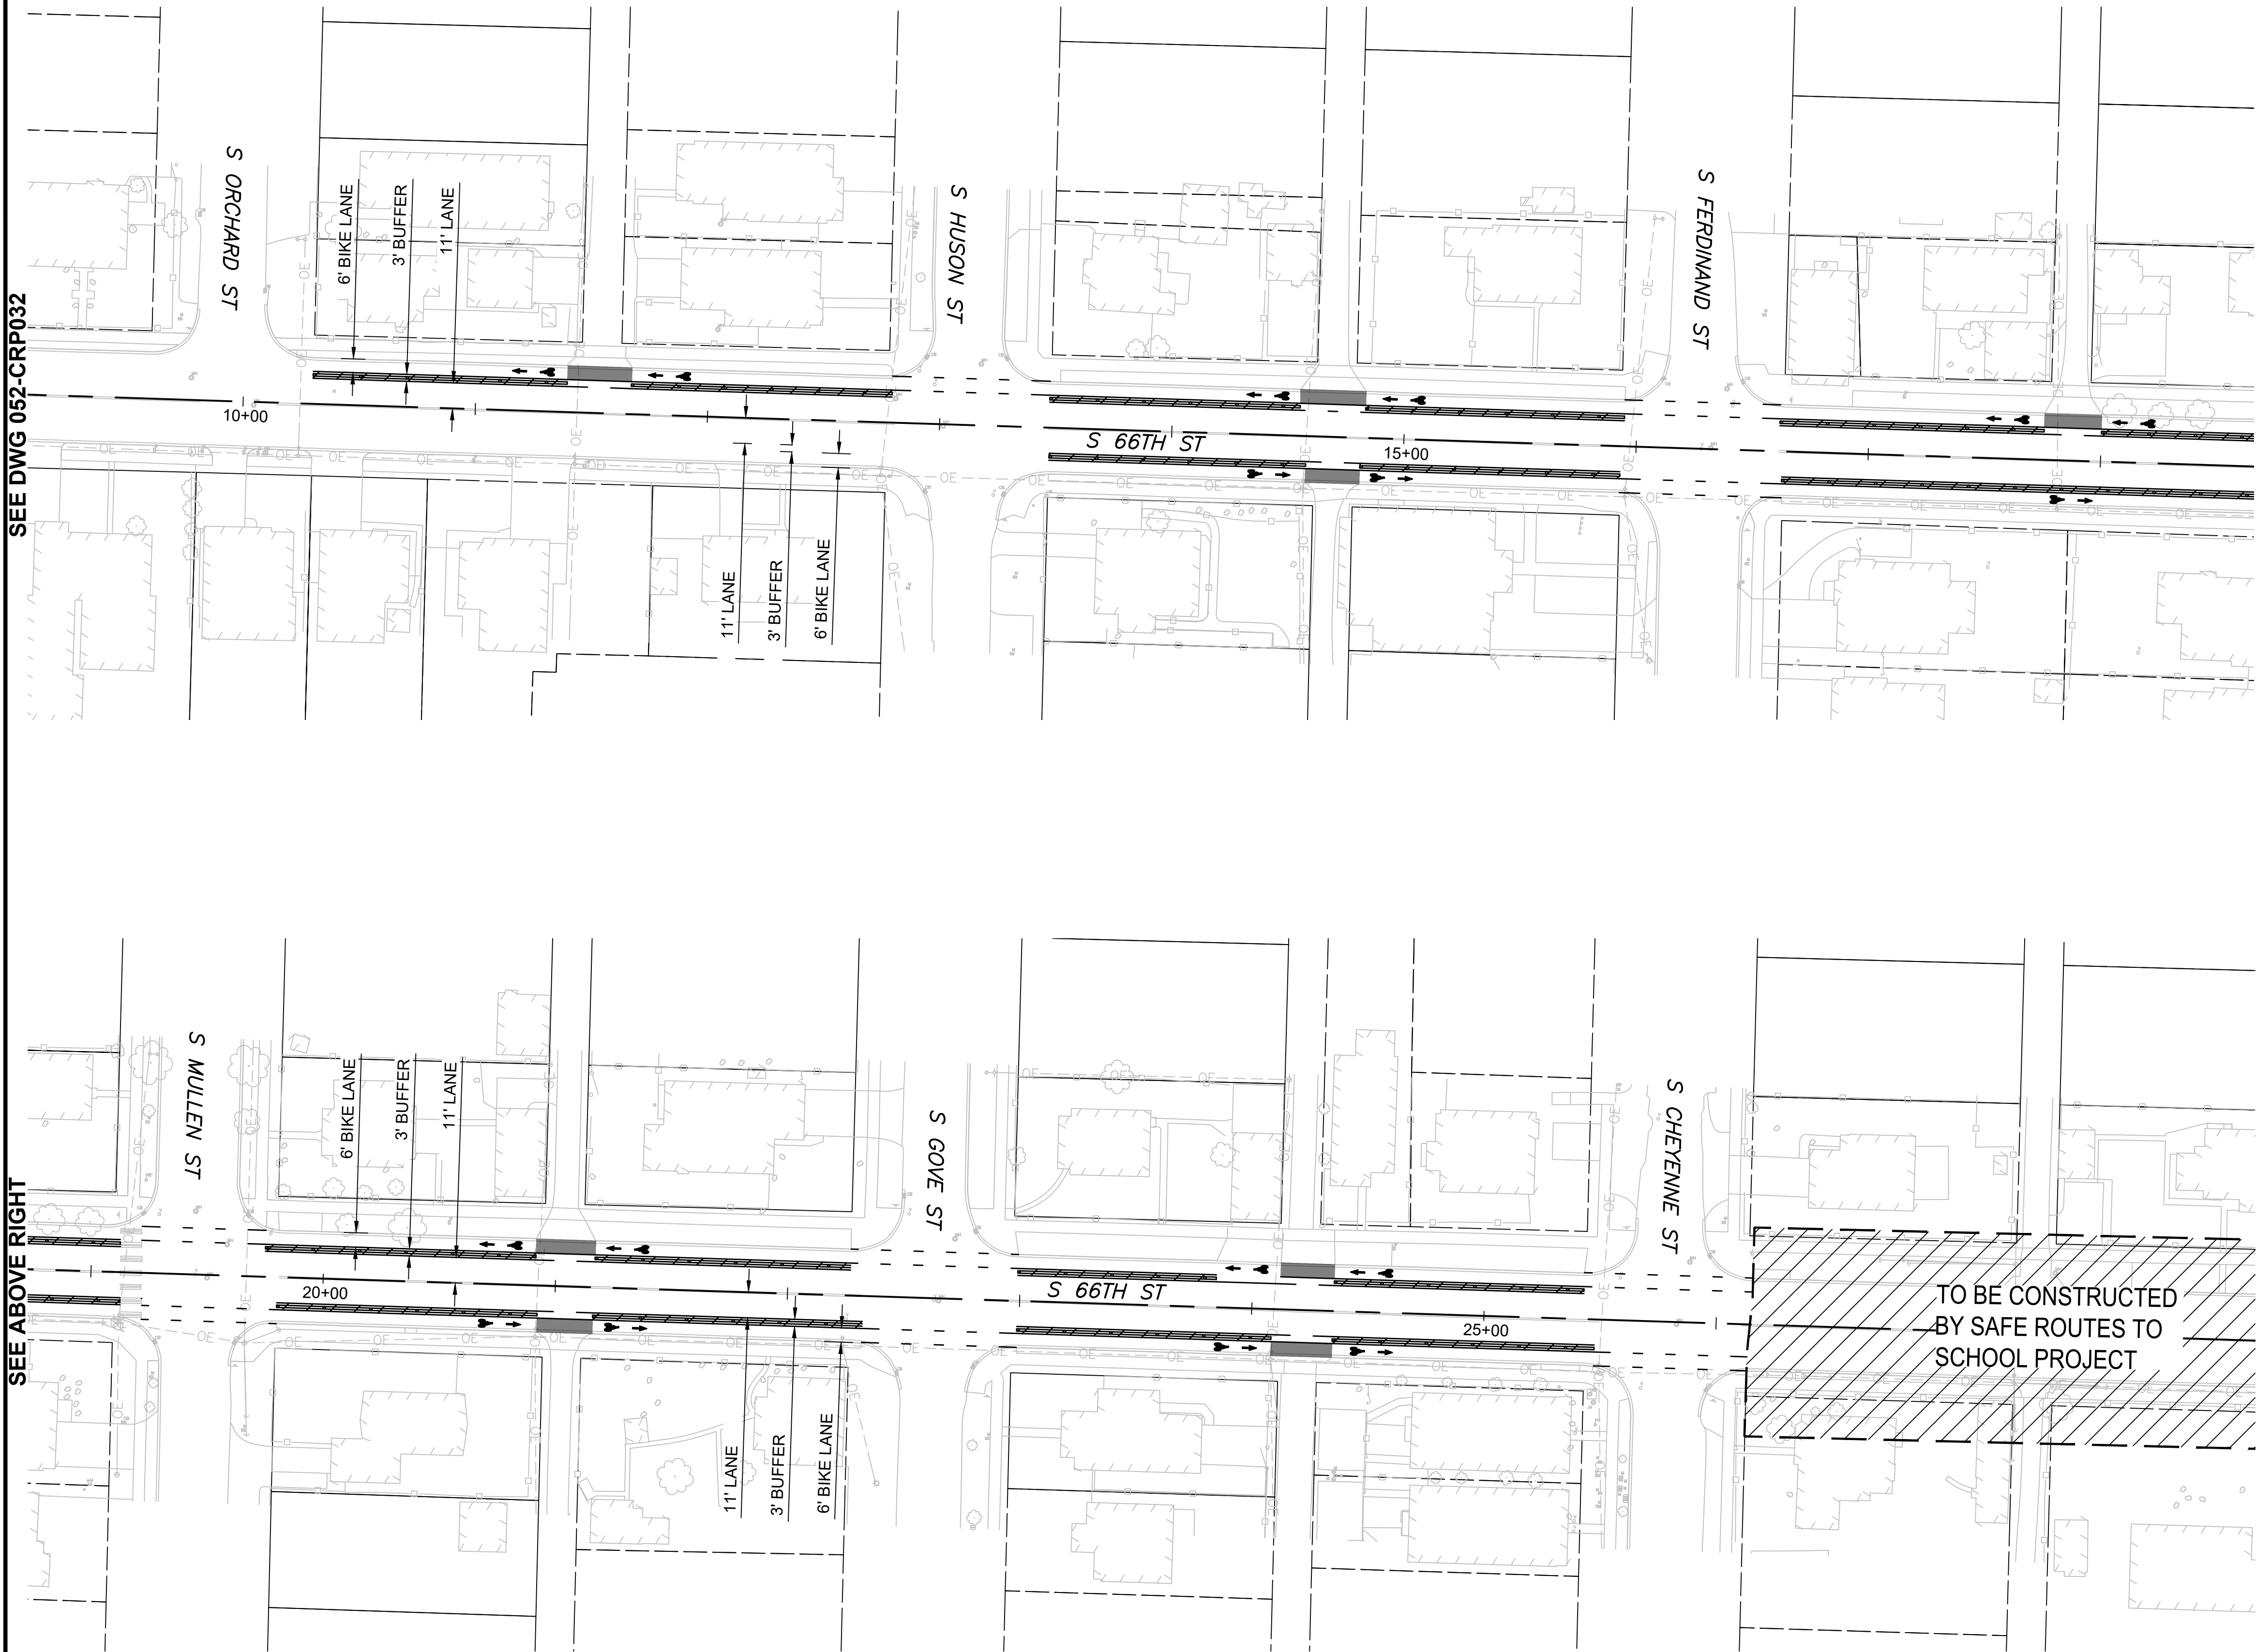 SEE DWG 052-CRP032
S ORCHARD ST
6' BIKE LANE
3' BUFFER
11' LANE
S HUSON ST
S FERDINAND ST
10+00
S 66TH ST
15+00
11' LANE
3' BUFFER
6' BIKE LANE
OE
SEE ABOVE RIGHT
S MULLEN ST
6' BIKE LANE
3' BUFFER
11' LANE
S GOVE ST
S CHEYENNE ST
20+00
S 66TH ST
25+00
TO BE CONSTRUCTED
BY SAFE ROUTES TO
SCHOOL PROJECT
11' LANE
3' BUFFER
6' BIKE LANE
OE